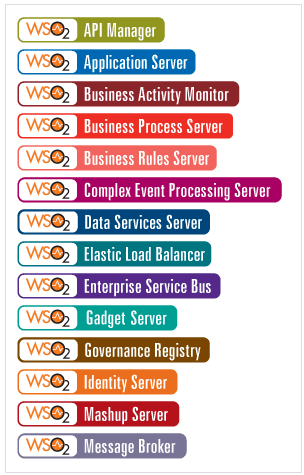 WSO2 API Manager
WSO2 Application Server
WSO2 Business Activity Monitor
WSO2 Business Process Server
WSO2 Business Rules Server
WSO2 Complex Event Processing Server
WSO2 Data Services Server
WSO2 Elastic Load Balancer
WSO2 Enterprise Service Bus
WSO2 Gadget Server
WSO2 Governance Registry
WSO2 Identity Server
WSO2 Mashup Server
WSO2 Message Broker